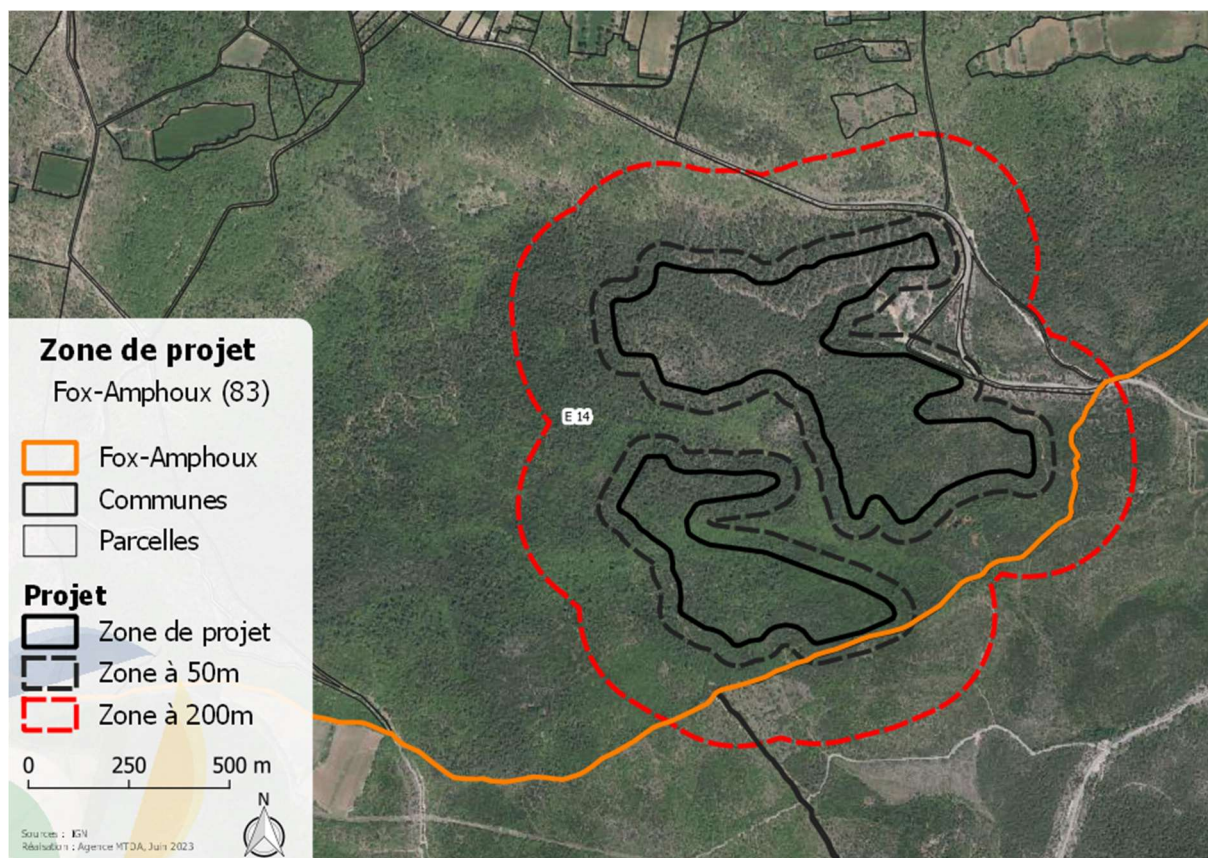 Zone de projet
Fox-Amphoux (83)
Fox-Amphoux
Communes
Parcelles
Projet
Zone de projet
Zone à 50m
Zone à 200m
0 250 500 m
N
Sources : IGN
Réalisation : Agence MTDA, Juin 2023
E 14